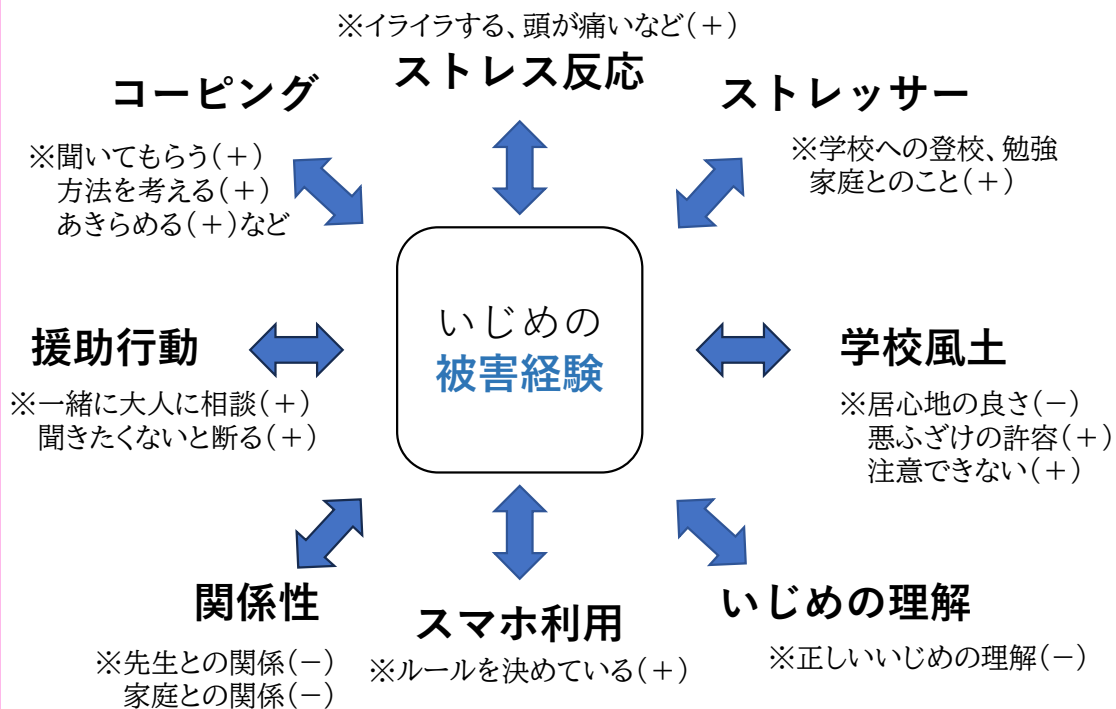 ※イライラする、頭が痛いなど(+)
ストレス反応
コーピング
※聞いてもらう(+)
方法を考える(+)
あきらめる(+)など
ストレッサー
※学校への登校、勉強
家庭とのこと(+)
いじめの
被害経験
援助行動
※一緒に大人に相談(+)
聞きたくないと断る(+)
学校風土
※居心地の良さ(-)
悪ふざけの許容(+)
注意できない(+)
関係性
※先生との関係(-)
家庭との関係(-)
スマホ利用
※ルールを決めている(+)
いじめの理解
※正しいいじめの理解(-)